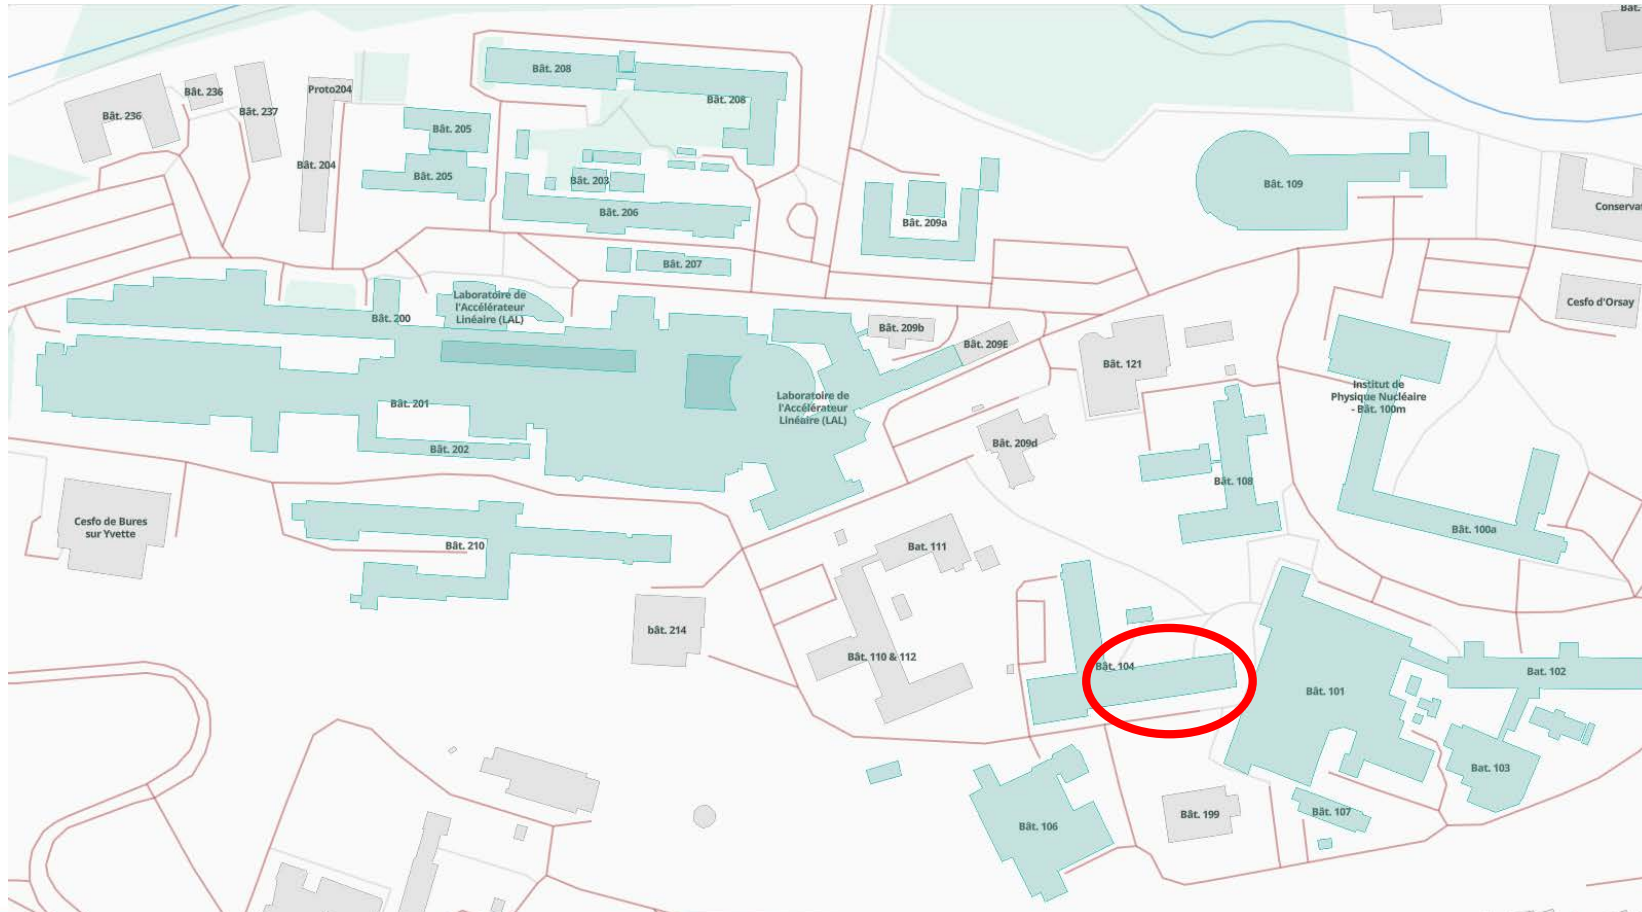 Bât.
Bât. 208
Bât. 236
Proto204
Bât. 208
Bât. 236
Bât. 237
Bât. 205
Bât. 204
Bât. 205
Bât. 203
Bât. 109
Conservat
Bât. 206
Bât. 209a
Bât. 207
Laboratoire de
l'Accélérateur
Linéaire (LAL)
Cesfo d'Orsay
Bât. 200
Bât. 209b
Bât. 209E
Bât. 121
Institut de
Physique Nucléaire
- Bât. 100m
Laboratoire de
l'Accélérateur
Linéaire (LAL)
Bât. 201
Bât. 202
Bât. 209d
Bât. 108
Cesfo de Bures
sur Yvette
Bât. 100a
Bât. 210
Bat. 111
bât. 214
Bât. 110 & 112
Bât. 104
Bat. 102
Bât. 101
Bat. 103
Bât. 106
Bât. 199
Bât. 107